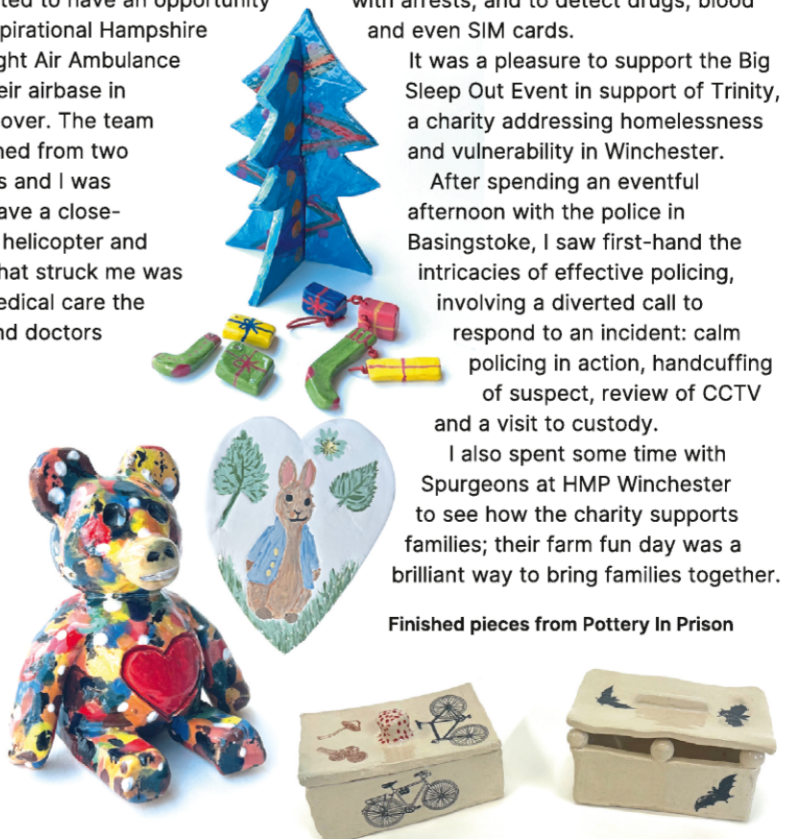 ted to have an opportunity
pirational Hampshire
ght Air Ambulance
eir airbase in
over. The team
ned from two
s and I was
ave a close-
helicopter and
hat struck me was
edical care the
nd doctors
with arrests, and to detect drugs, blood
and even SIM cards.
It was a pleasure to support the Big
Sleep Out Event in support of Trinity,
a charity addressing homelessness
and vulnerability in Winchester.
After spending an eventful
afternoon with the police in
Basingstoke, I saw first-hand the
intricacies of effective policing,
involving a diverted call to
respond to an incident: calm
policing in action, handcuffing
of suspect, review of CCTV
and a visit to custody.
I also spent some time with
Spurgeons at HMP Winchester
to see how the charity supports
families; their farm fun day was a
brilliant way to bring families together.
Finished pieces from Pottery In Prison